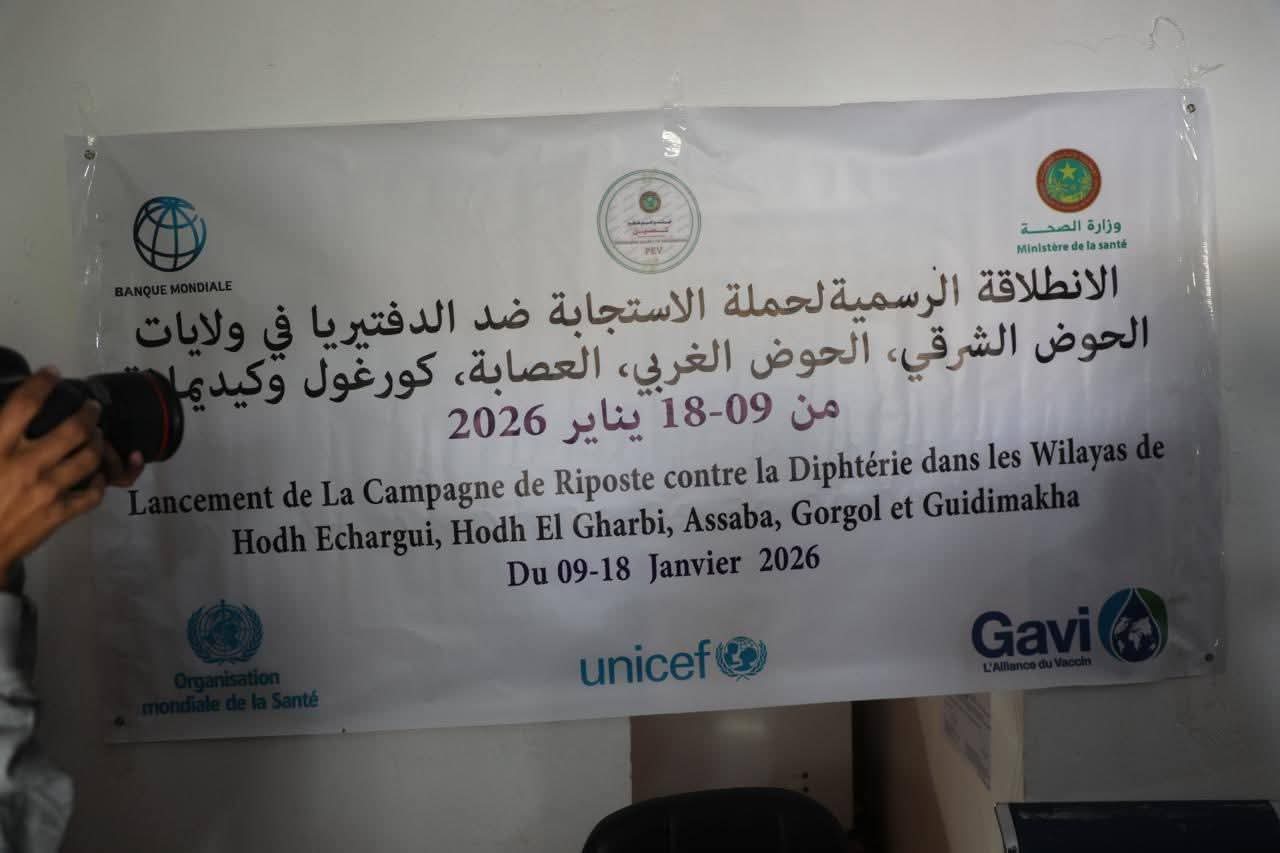 BANQUE MONDIALE
PEV
وزارة الصحة
Ministère de la santé
الانطلاقة الرسمية لحملة الاستجابة ضد الدفتيريا في ولايات
الحوض الشرقي، الحوض الغربي، العصابة، كورغول
من 09-18 يناير 2026
Lancement de La Campagne de Riposte contre la Diphtérie dans les Wilayas de
Hodh Echargui, Hodh El Gharbi, Assaba, Gorgol et Guidimakha
Du 09-18 Janvier 2026
Organisation
mondiale de la Santé
unicef
Gavi
L'Alliance du Vaccin